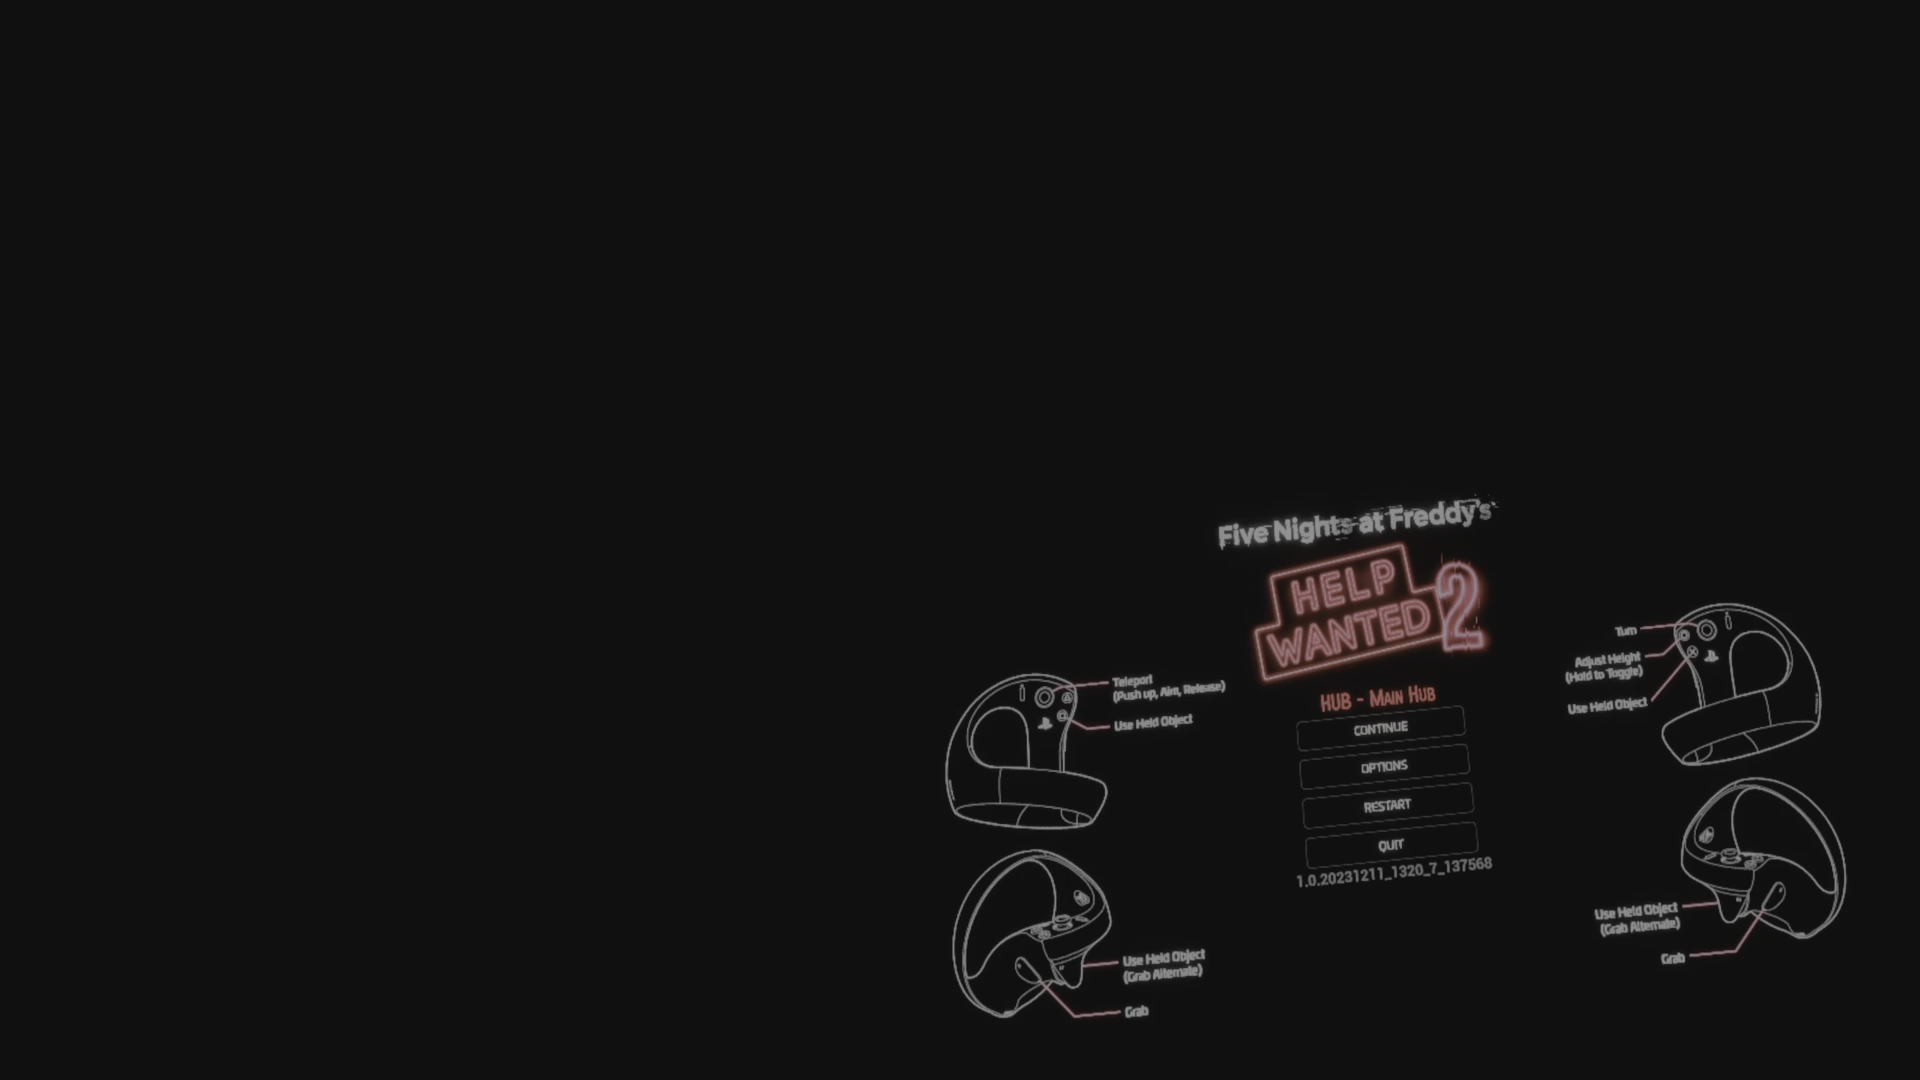 Five Nights at Freddy's
HELP
WANTED 2
HUB - MAIN HUB
CONTINUE
OPTIONS
RESTART
QUIT
1.0.20231211_1320_7_137568
Teleport
(Push up, Aim, Release)
Use Held Object
Use Held Object
(Grab Alternate)
Grab
Turn
Adjust Height
(Hold to Toggle)
Use Held Object
Use Held Object
(Grab Alternate)
Grab